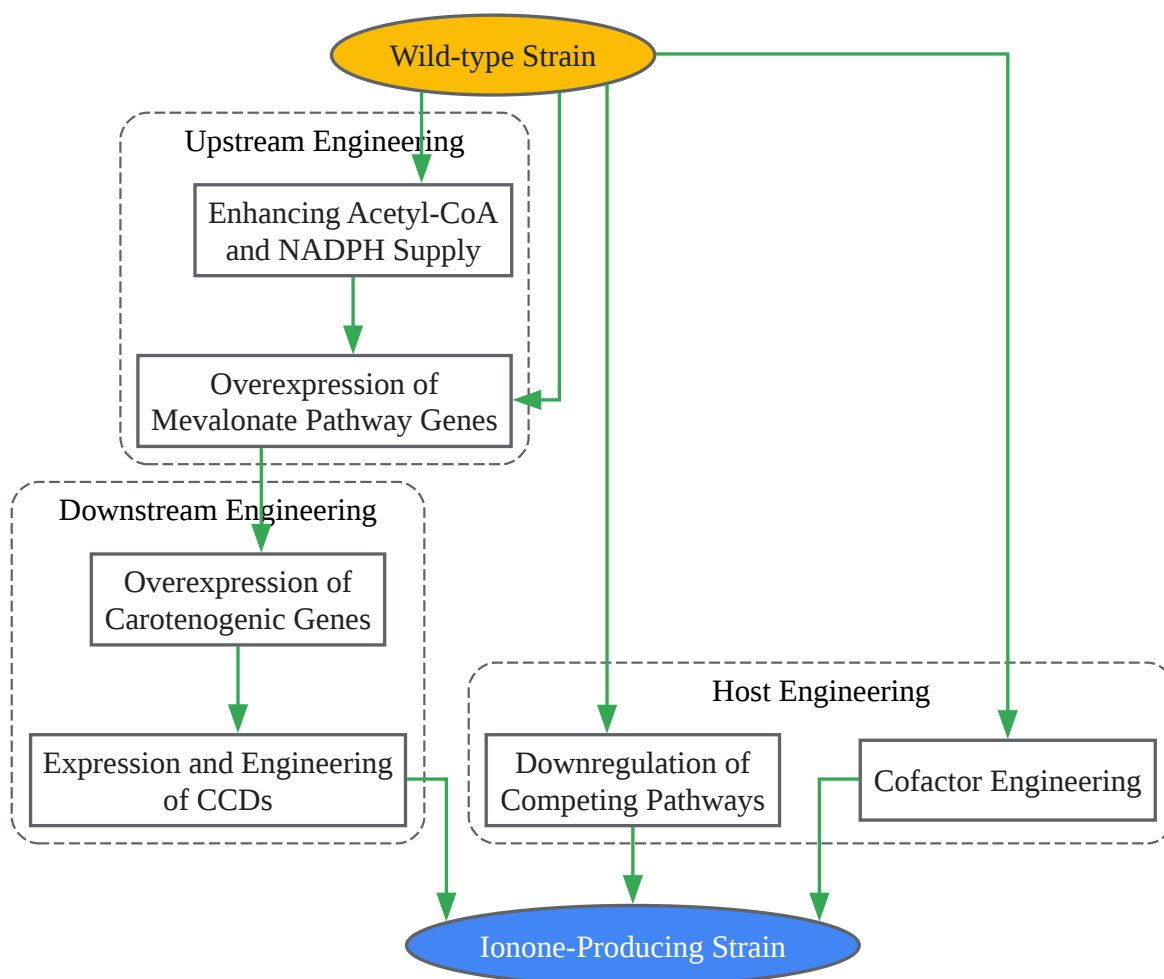 Wild-type Strain
Upstream Engineering
Enhancing Acetyl-CoA
and NADPH Supply
Overexpression of
Mevalonate Pathway Genes
Downstream Engineering
Overexpression of
Carotenogenic Genes
Expression and Engineering
of CCDs
Host Engineering
Downregulation of
Competing Pathways
Cofactor Engineering
Ionone-Producing Strain